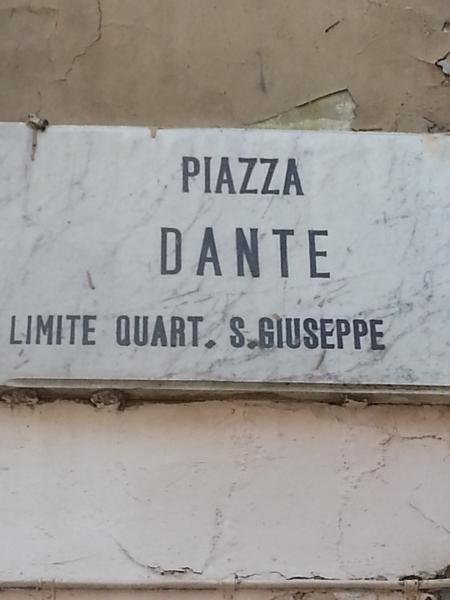 PIAZZA
DANTE
LIMITE QUART. S.GIUSEPPE